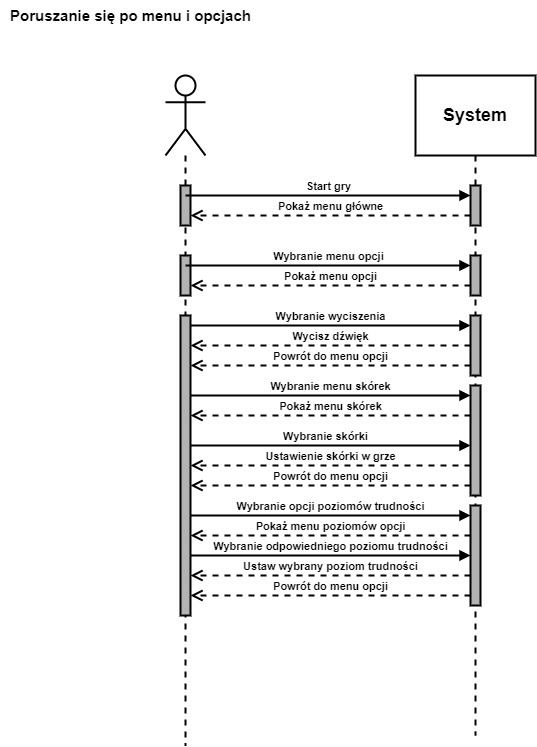 Poruszanie się po menu i opcjach
System
Start gry
Pokaż menu główne
Wybranie menu opcji
Pokaż menu opcji
Wybranie wyciszenia
Wycisz dźwięk
Powrót do menu opcji
Wybranie menu skórek
Pokaż menu skórek
Wybranie skórki
Ustawienie skórki w grze
Powrót do menu opcji
Wybranie opcji poziomów trudności
Pokaż menu poziomów opcji
Wybranie odpowedniego poziomu trudności
Ustaw wybrany poziom trudności
Powrót do menu opcji